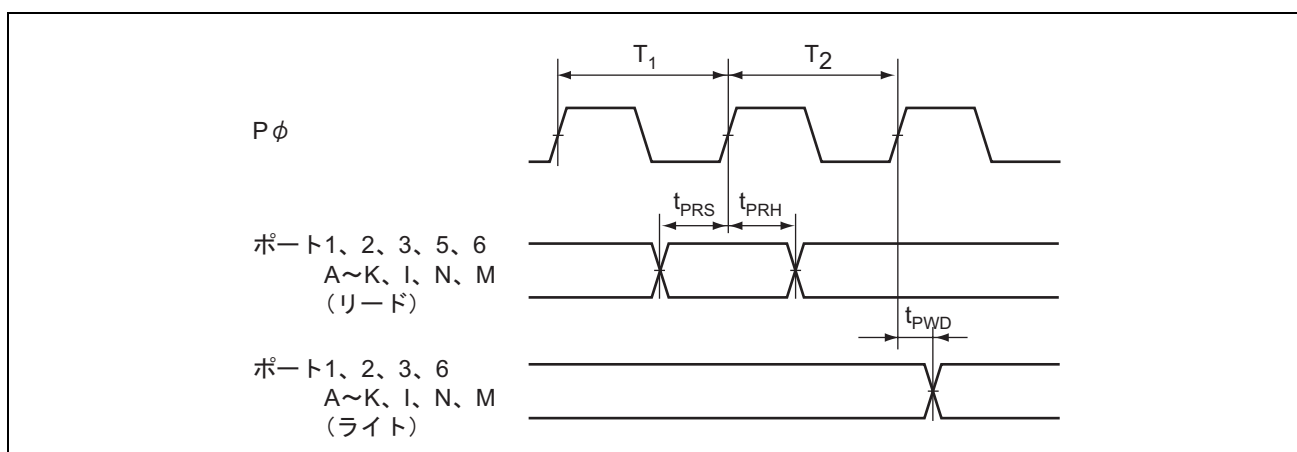 T1 T2
Pφ
tPRS tPRH
ポート1、2、3、5、6
A～K、I、N、M
（リード）
tPWD
ポート1、2、3、6
A～K、I、N、M
（ライト）